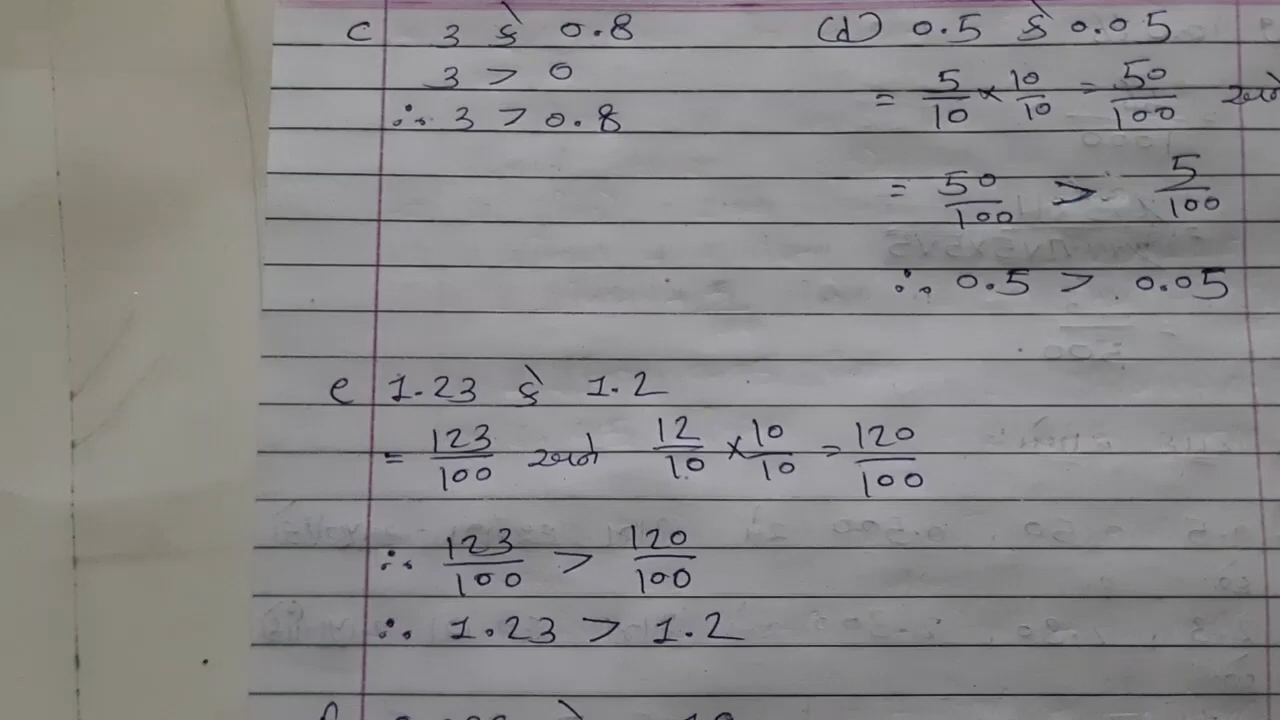 c 3 કે 0.8
3 > 0
∴ 3 > 0.8
(d) 0.5 કે 0.05
= 5/10 × 10/10 = 50/100 અને
= 50/100 > 5/100
∴ 0.5 > 0.05
e 1.23 કે 1.2
= 123/100 અને 12/10 × 10/10 = 120/100
∴ 123/100 > 120/100
∴ 1.23 > 1.2